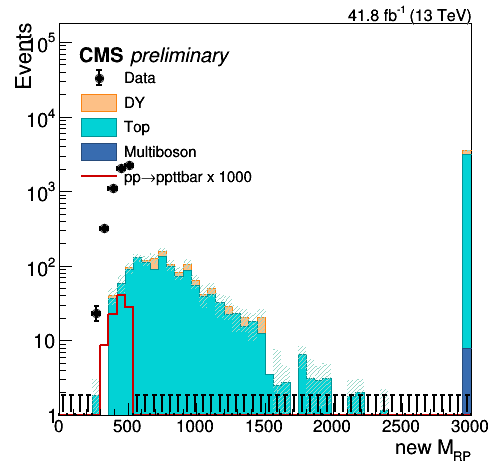 41.8 fb⁻¹ (13 TeV)
Events
CMS preliminary
Data
DY
Top
Multiboson
pp→ppttbar x 1000
10⁵
10⁴
10³
10²
10
1
0 500 1000 1500 2000 2500 3000
new M_RP